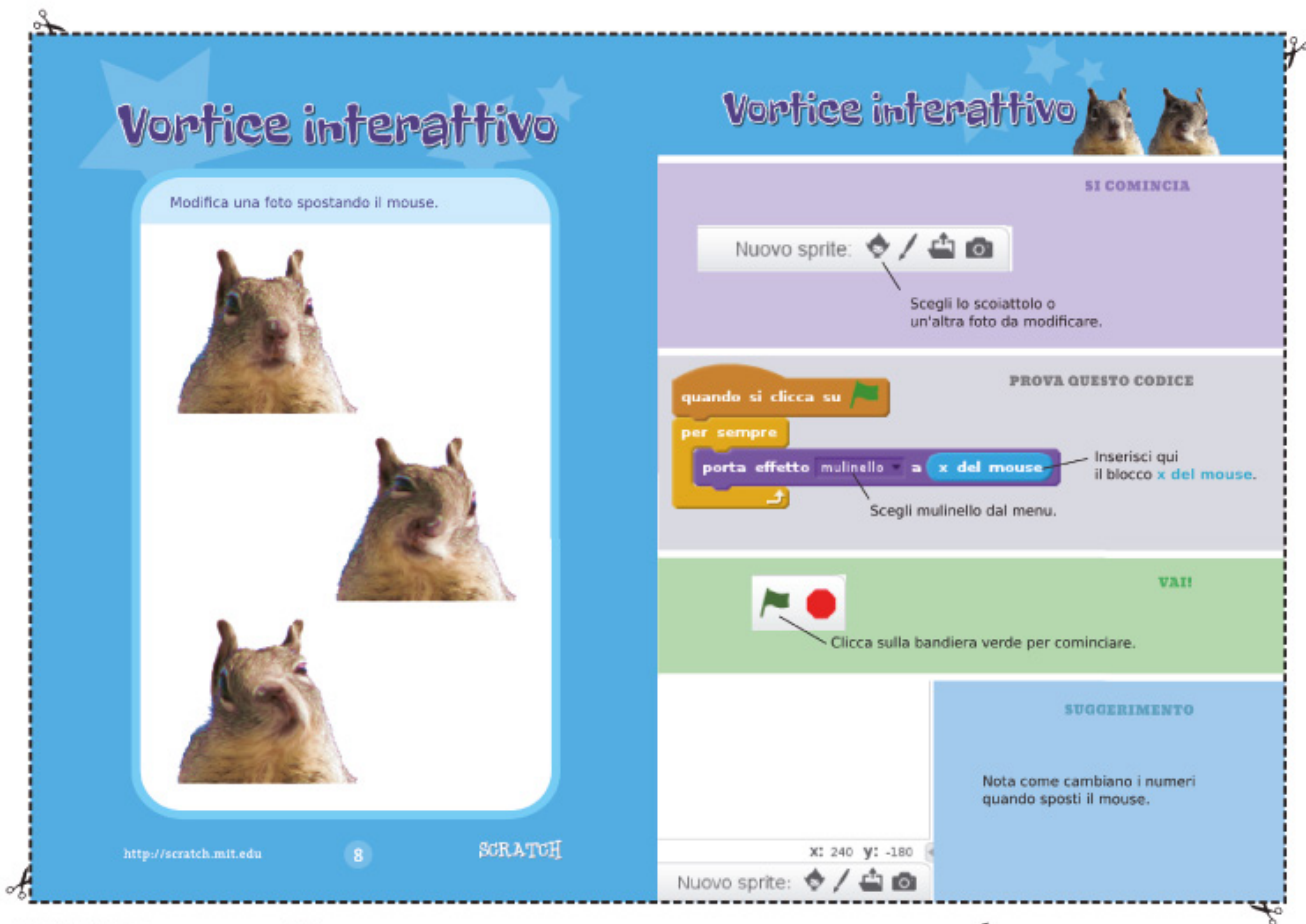 Vortice interattivo
Modifica una foto spostando il mouse.
http://scratch.mit.edu
8
SCRATCH
Vortice interattivo
SI COMINCIA
Nuovo sprite:
Scegli lo scoiattolo o
un'altra foto da modificare.
PROVA QUESTO CODICE
quando si clicca su
per sempre
porta effetto mulinello a x del mouse
Inserisci qui
il blocco x del mouse.
Scegli mulinello dal menu.
VAI!
Clicca sulla bandiera verde per cominciare.
SUGGERIMENTO
Nota come cambiano i numeri
quando sposti il mouse.
x: 240 y: -180
Nuovo sprite: